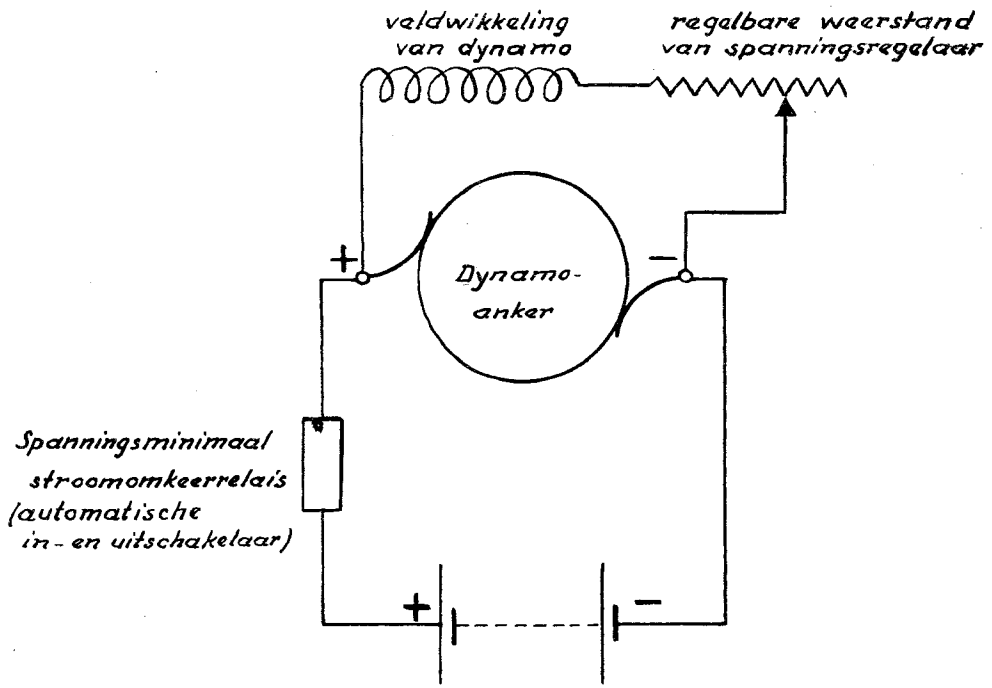 veldwikkeling
van dynamo
regelbare weerstand
van spanningsregelaar
+
−
Dynamo-
anker
Spanningsminimaal
stroomomkeerrelais
(automatische
in- en uitschakelaar)
+
−